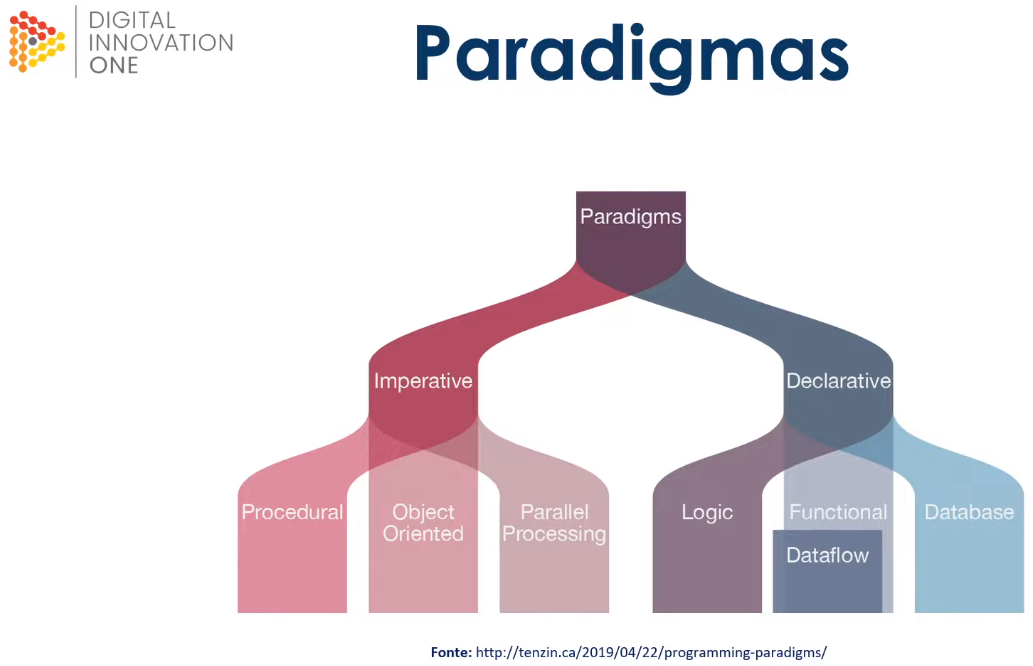 DIGITAL
INNOVATION
ONE
Paradigmas
Paradigms
Imperative
Declarative
Procedural
Object
Oriented
Parallel
Processing
Logic
Functional
Dataflow
Database
Fonte: http://tenzin.ca/2019/04/22/programming-paradigms/